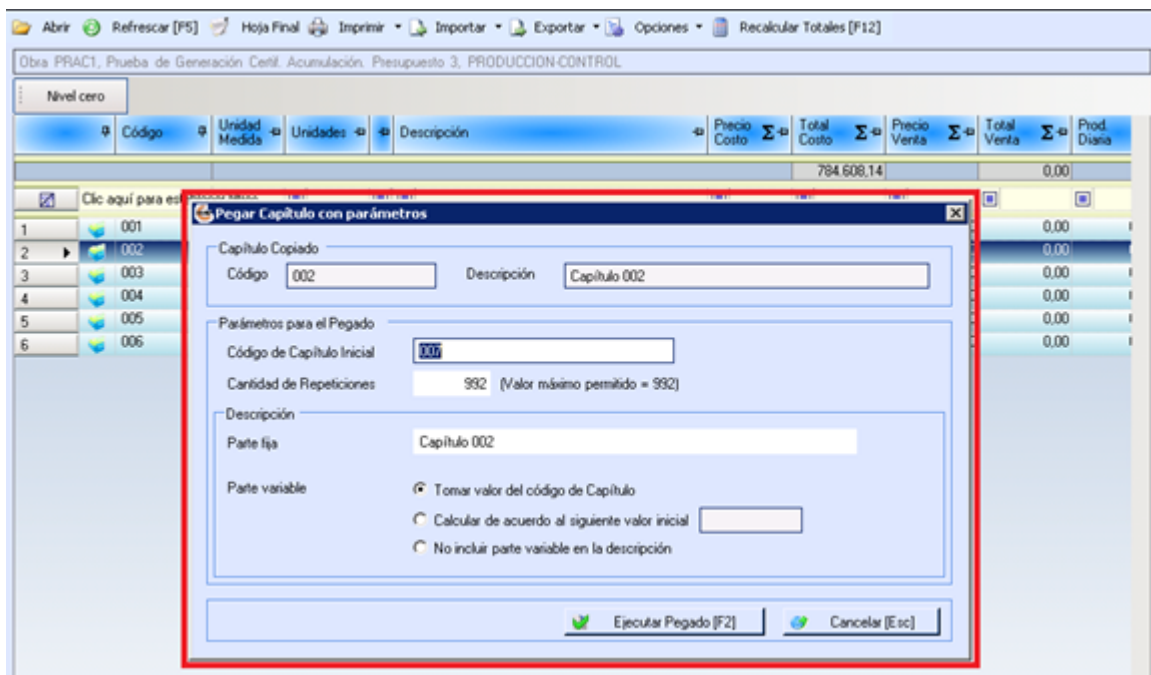 Abrir Refrescar [F5] Hoja Final Imprimir Importar Exportar Opciones Recalcular Totales [F12]
Obra PRAC1, Prueba de Generación Certif. Acumulación. Presupuesto 3, PRODUCCION-CONTROL
Nivel cero
Código Unidad Medida Unidades Descripción Precio Costo Σ Total Costo Σ Precio Venta Σ Total Venta Σ Prod. Diaria
784.608,14 0,00
Clic aquí para
Pegar Capítulo con parámetros
1 001 0,00
2 002 0,00
3 003 0,00
4 004 0,00
5 005 0,00
6 006 0,00
Capítulo Copiado
Código 002 Descripción Capítulo 002
Parámetros para el Pegado
Código de Capítulo Inicial 007
Cantidad de Repeticiones 992 (Valor máximo permitido = 992)
Descripción
Parte fija Capítulo 002
Parte variable Tomar valor del código de Capítulo
Calcular de acuerdo al siguiente valor inicial
No incluir parte variable en la descripción
Ejecutar Pegado [F2] Cancelar [Esc]